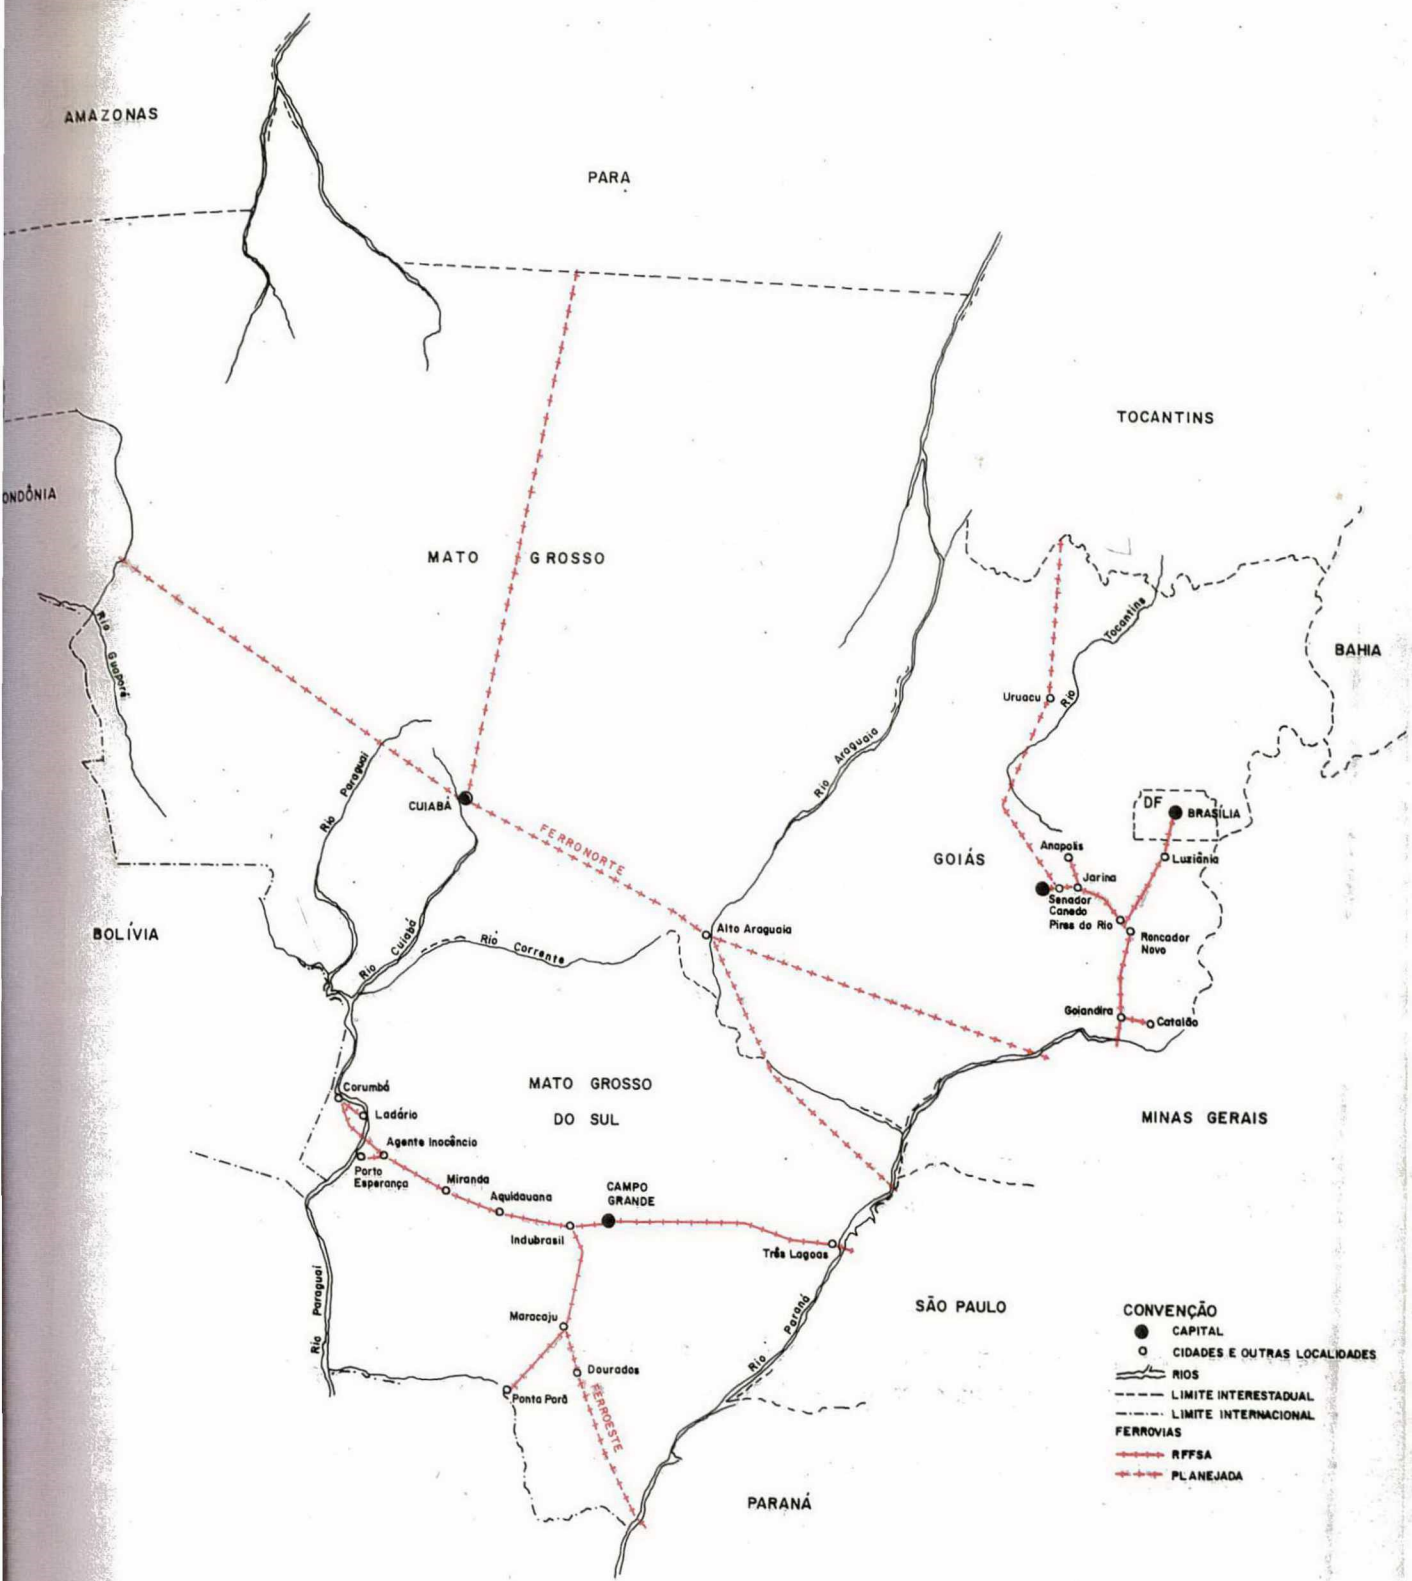 AMAZONAS
PARA
TOCANTINS
ONDÔNIA
MATO GROSSO
Rio Guaporé
Rio Tocantins
BAHIA
Uruacu
Rio Paraguai
Rio Araguaia
CUIABÁ
FERRONORTE
DF
BRASÍLIA
GOIÁS
Anapolis
Luziânia
Jarina
Senador
Canedo
Pires do Rio
Roncador
Novo
BOLÍVIA
Rio Cuiabá
Rio Corrente
Alto Araguaia
Goiandira
Catalão
Corumbá
Ladário
MATO GROSSO
DO SUL
MINAS GERAIS
Agente Inocêncio
Porto
Esperança
Miranda
Aquidauana
CAMPO
GRANDE
Indubrasil
Três Lagoas
Rio Paraguai
Maracaju
Dourados
Ponta Porã
FERROESTE
Rio Paraná
SÃO PAULO
PARANÁ
CONVENÇÃO
CAPITAL
CIDADES E OUTRAS LOCALIDADES
RIOS
LIMITE INTERESTADUAL
LIMITE INTERNACIONAL
FERROVIAS
RFFSA
PLANEJADA